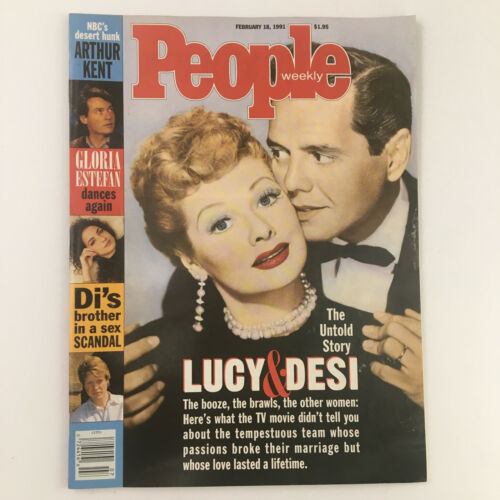 NBC's
desert hunk
ARTHUR
KENT
GLORIA
ESTEFAN
dances
again
Di's
brother
in a sex
SCANDAL
FEBRUARY 18, 1991 $1.95
People
weekly
The
Untold
Story
LUCY&DESI
The booze, the brawls, the other women:
Here's what the TV movie didn't tell you
about the tempestuous team whose
passions broke their marriage but
whose love lasted a lifetime.